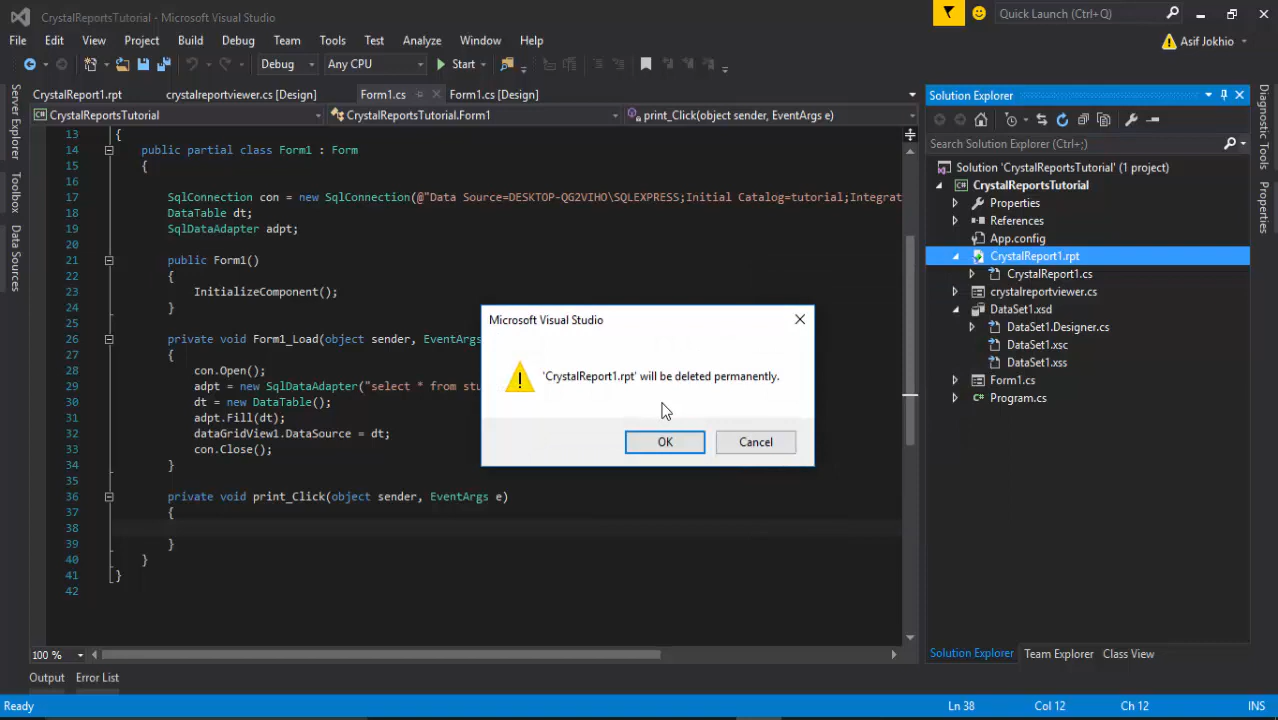 CrystalReportsTutorial - Microsoft Visual Studio
Quick Launch (Ctrl+Q)
File Edit View Project Build Debug Team Tools Test Analyze Window Help
Asif Jokhio
Debug Any CPU Start
CrystalReport1.rpt crystalreportviewer.cs [Design] Form1.cs Form1.cs [Design]
CrystalReportsTutorial CrystalReportsTutorial.Form1 print_Click(object sender, EventArgs e)
Server Explorer
Toolbox
Data Sources
13 {
14 public partial class Form1 : Form
15 {
16
17 SqlConnection con = new SqlConnection(@"Data Source=DESKTOP-QG2VIHO\SQLEXPRESS;Initial Catalog=tutorial;Integrat
18 DataTable dt;
19 SqlDataAdapter adpt;
20
21 public Form1()
22 {
23 InitializeComponent();
24 }
25
26 private void Form1_Load(object sender, EventArgs
27 {
28 con.Open();
29 adpt = new SqlDataAdapter("select * from stu
30 dt = new DataTable();
31 adpt.Fill(dt);
32 dataGridView1.DataSource = dt;
33 con.Close();
34 }
35
36 private void print_Click(object sender, EventArgs e)
37 {
38
39 }
40 }
41 }
42
100 %
Microsoft Visual Studio
'CrystalReport1.rpt' will be deleted permanently.
OK Cancel
Solution Explorer
Search Solution Explorer (Ctrl+;)
Solution 'CrystalReportsTutorial' (1 project)
CrystalReportsTutorial
Properties
References
App.config
CrystalReport1.rpt
CrystalReport1.cs
crystalreportviewer.cs
DataSet1.xsd
DataSet1.Designer.cs
DataSet1.xsc
DataSet1.xss
Form1.cs
Program.cs
Solution Explorer Team Explorer Class View
Diagnostic Tools
Properties
Output Error List
Ready Ln 38 Col 12 Ch 12 INS